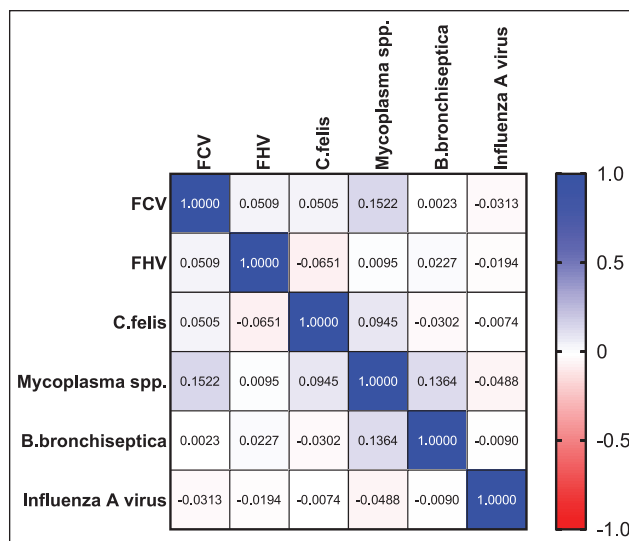 FCV FHV C.felis Mycoplasma spp. B.bronchiseptica Influenza A virus
FCV 1.0000 0.0509 0.0505 0.1522 0.0023 -0.0313
FHV 0.0509 1.0000 -0.0651 0.0095 0.0227 -0.0194
C.felis 0.0505 -0.0651 1.0000 0.0945 -0.0302 -0.0074
Mycoplasma spp. 0.1522 0.0095 0.0945 1.0000 0.1364 -0.0488
B.bronchiseptica 0.0023 0.0227 -0.0302 0.1364 1.0000 -0.0090
Influenza A virus -0.0313 -0.0194 -0.0074 -0.0488 -0.0090 1.0000
1.0
0.5
0
-0.5
-1.0